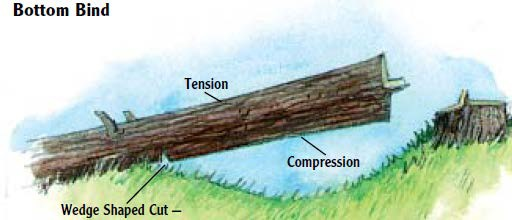 Bottom Bind
Tension
Compression
Wedge Shaped Cut –